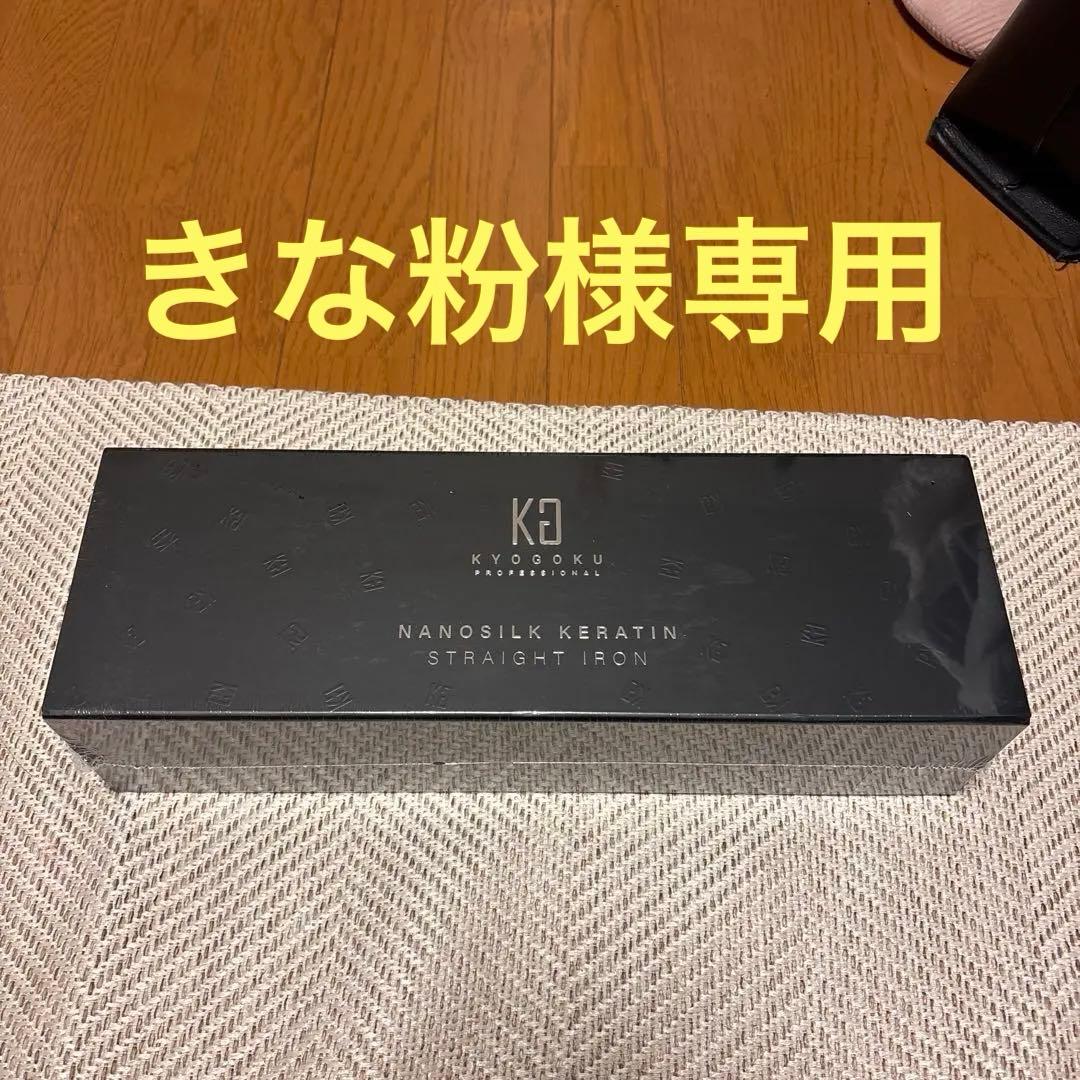 きな粉様専用
KG
KYOGOKU
PROFESSIONAL
NANOSILK KERATIN
STRAIGHT IRON